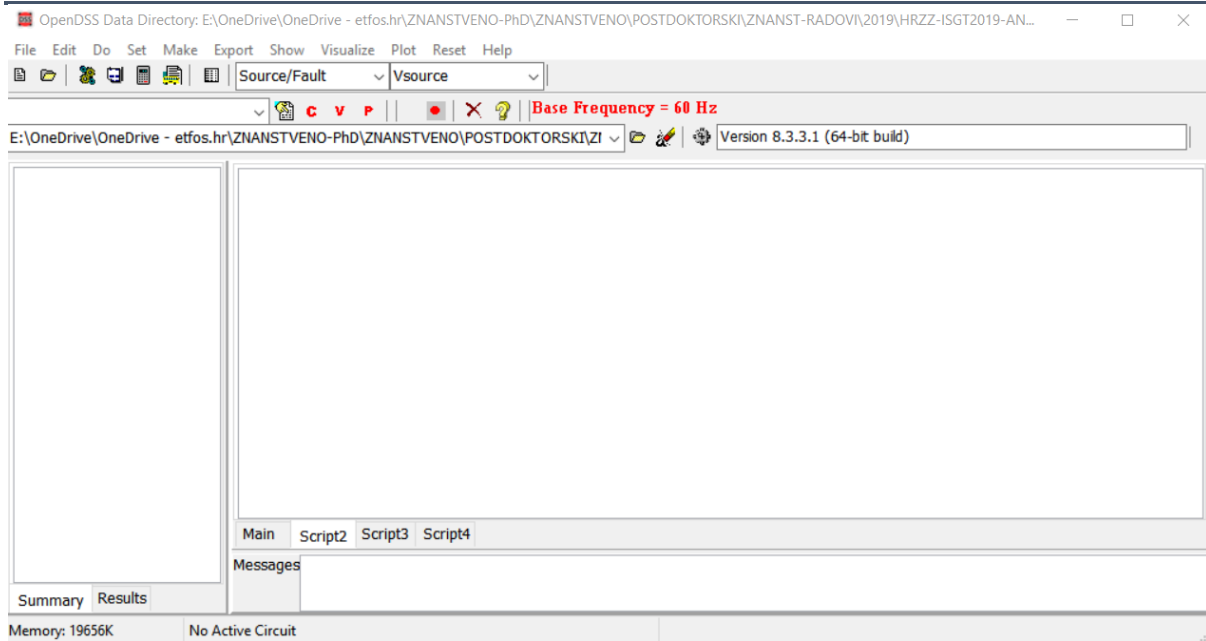 OpenDSS Data Directory: E:\OneDrive\OneDrive - etfos.hr\ZNANSTVENO-PhD\ZNANSTVENO\POSTDOKTORSKI\ZNANST-RADOVI\2019\HRZZ-ISGT2019-AN...
File Edit Do Set Make Export Show Visualize Plot Reset Help
Source/Fault Vsource
C V P Base Frequency = 60 Hz
E:\OneDrive\OneDrive - etfos.hr\ZNANSTVENO-PhD\ZNANSTVENO\POSTDOKTORSKI\ZI Version 8.3.3.1 (64-bit build)
Main Script2 Script3 Script4
Messages
Summary Results
Memory: 19656K No Active Circuit